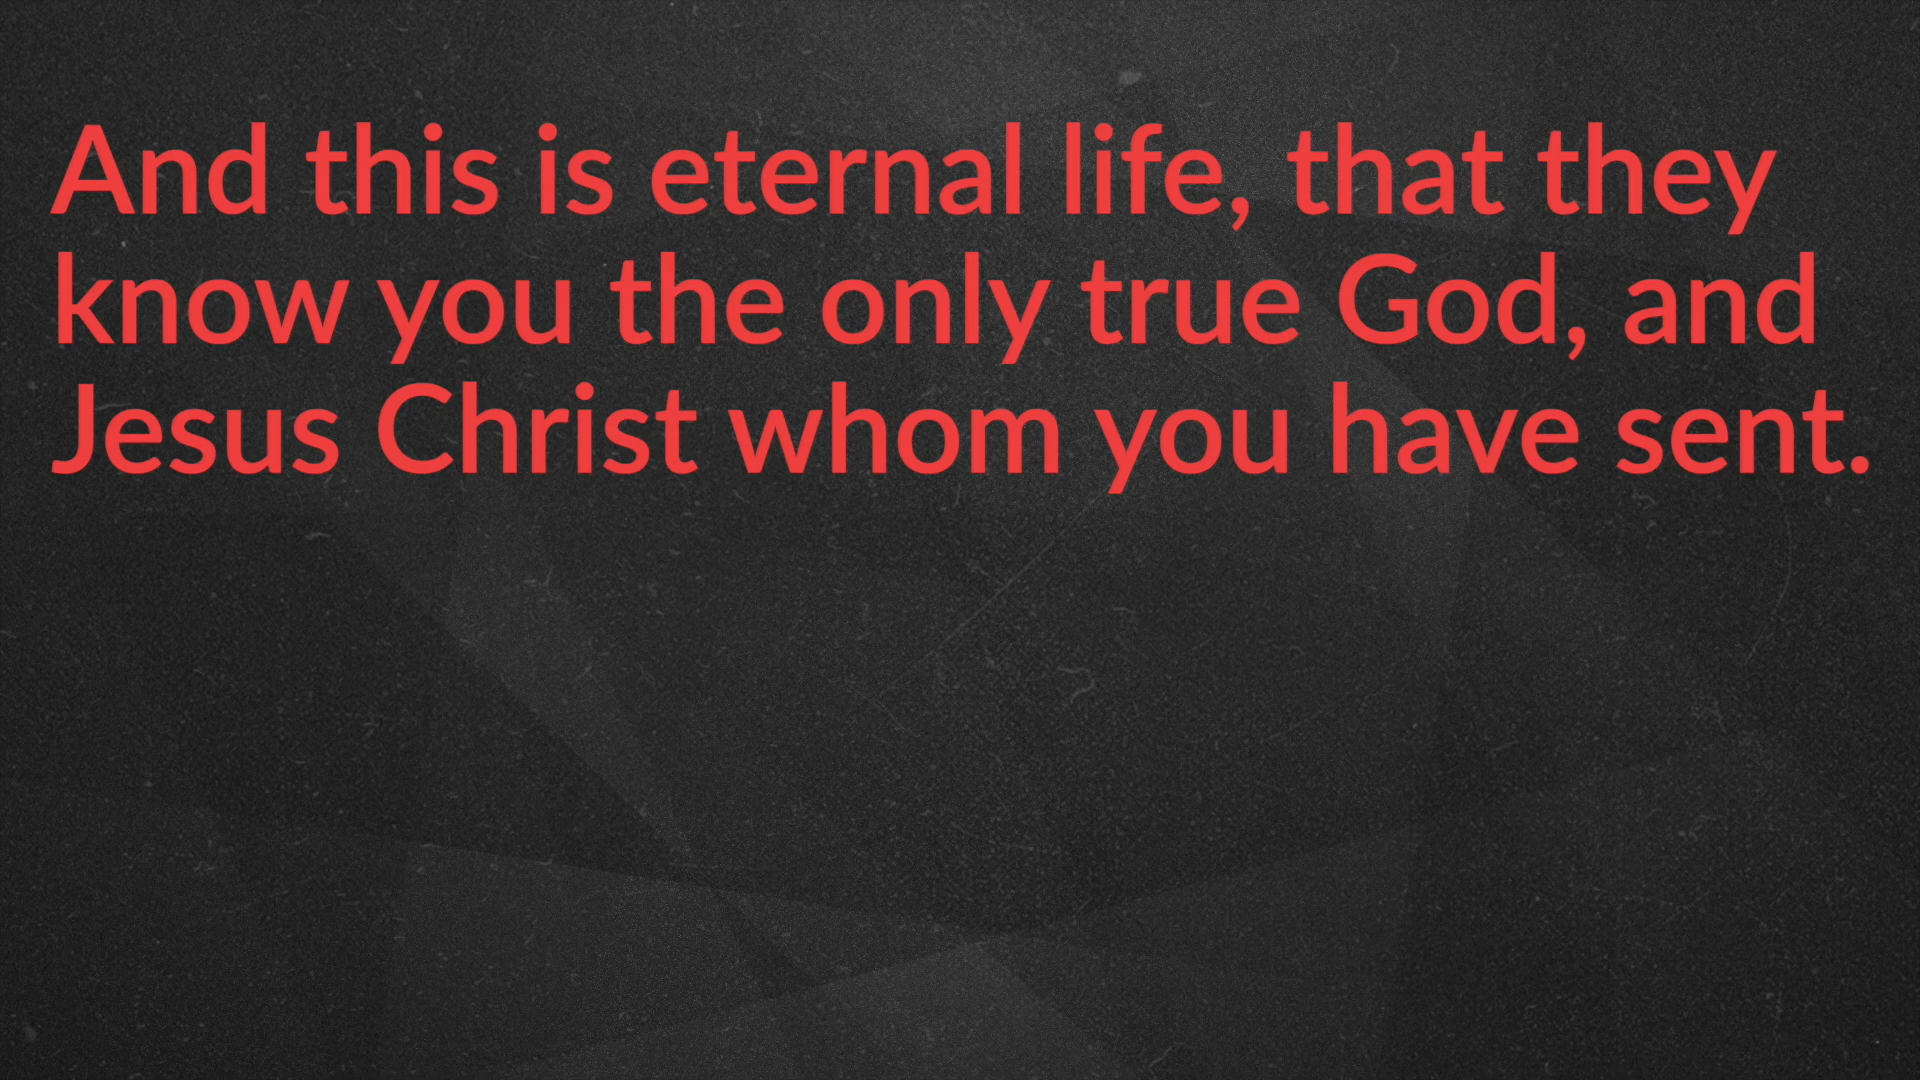 And this is eternal life, that they
know you the only true God, and
Jesus Christ whom you have sent.